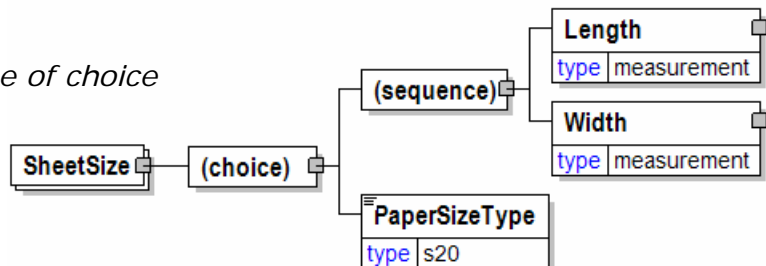 e of choice
SheetSize
(choice)
(sequence)
Length
type measurement
Width
type measurement
PaperSizeType
type s20